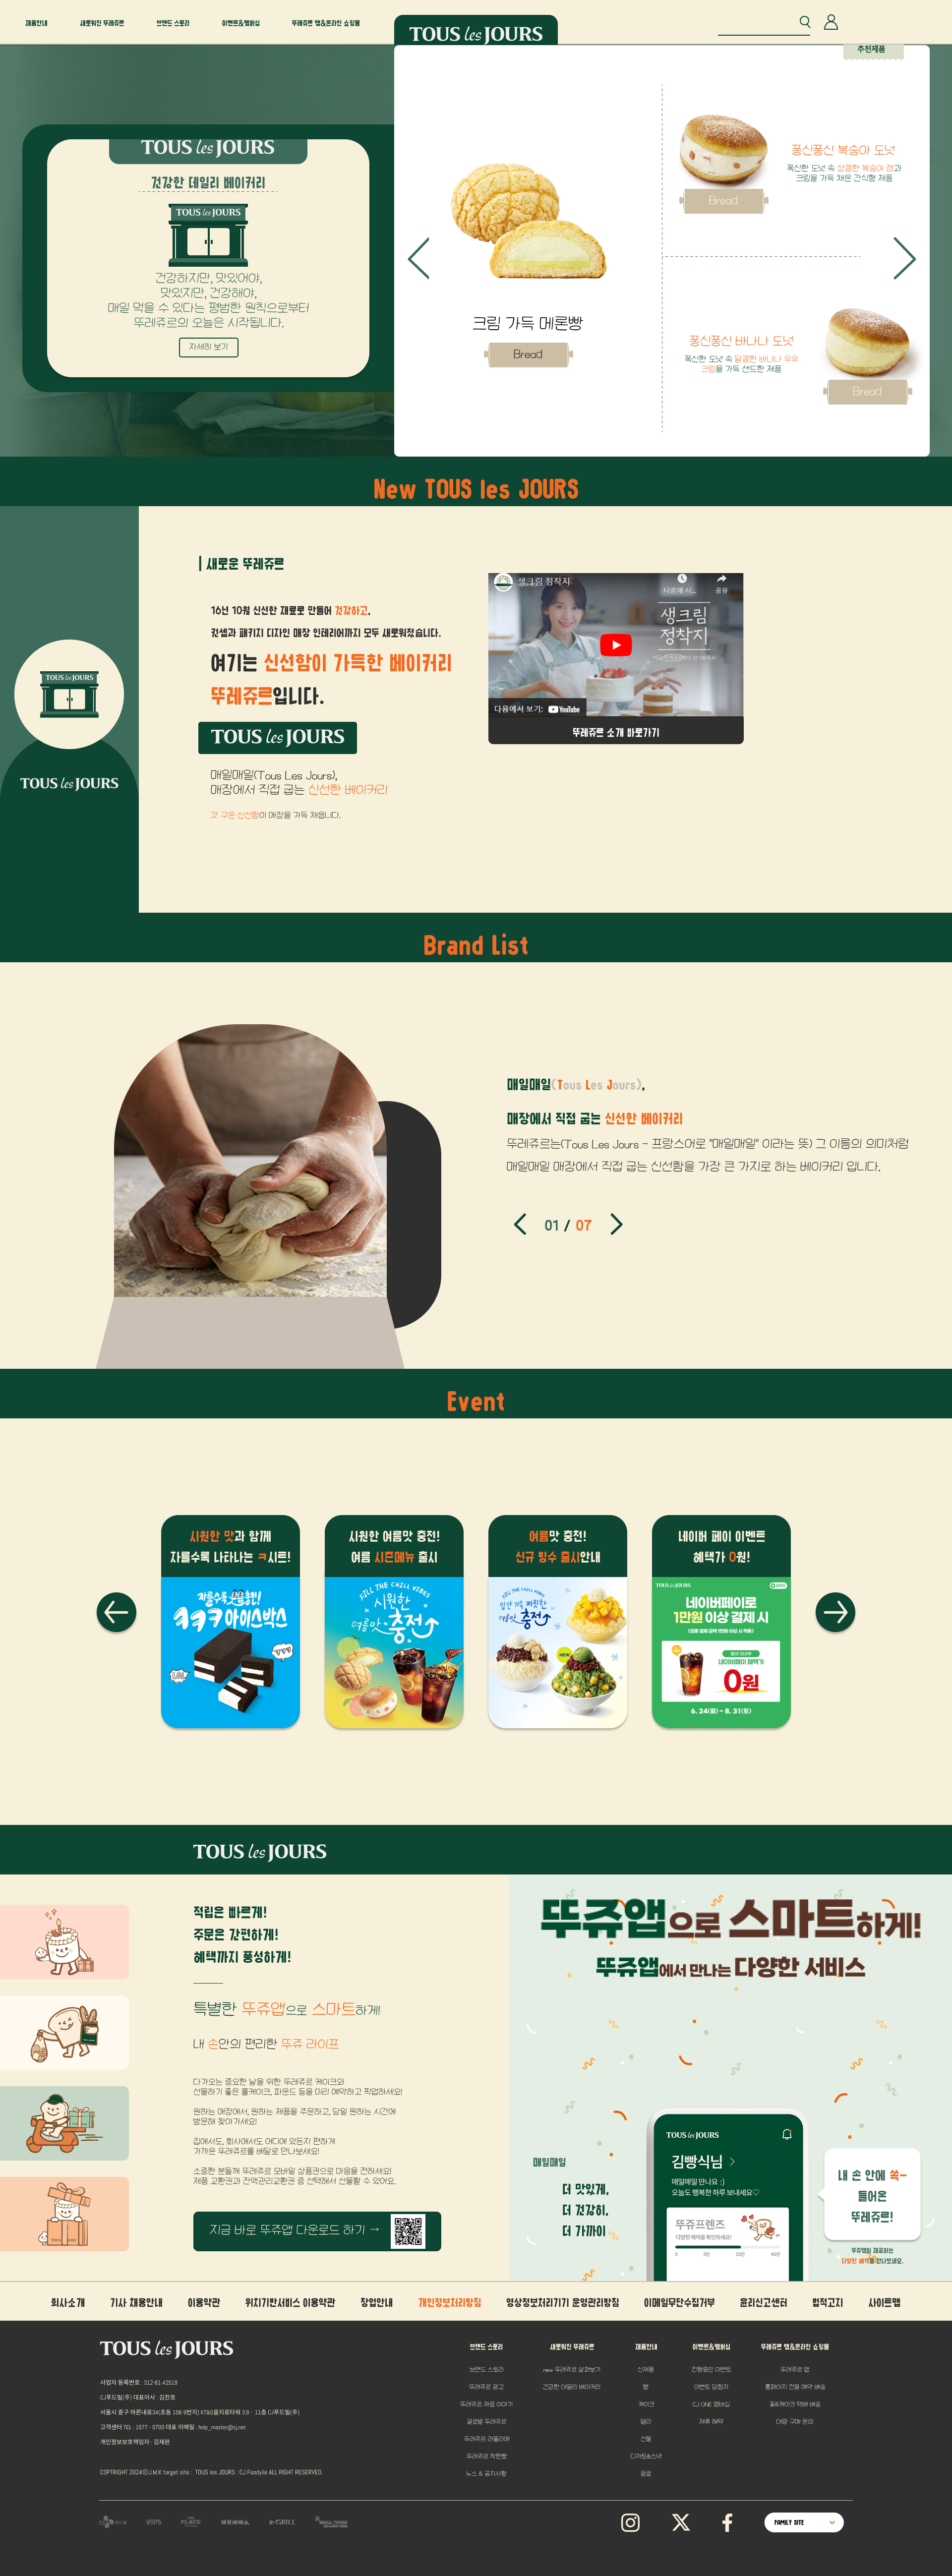 제품안내 새로워진 뚜레쥬르 브랜드 스토리 이벤트&멤버십 뚜레쥬르 앱&온라인 쇼핑몰
TOUS les JOURS
추천제품
TOUS les JOURS
건강한 데일리 베이커리
TOUS les JOURS
건강하지만, 맛있어야,
맛있지만, 건강해야,
매일 먹을 수 있다는 평범한 원칙으로부터
뚜레쥬르의 오늘은 시작됩니다.
자세히 보기
크림 가득 메론빵
Bread
퐁신퐁신 복숭아 도넛
폭신한 도넛 속 상큼한 복숭아 잼과
크림을 가득 채운 간식형 제품
Bread
퐁신퐁신 바나나 도넛
폭신한 도넛 속 달콤한 바나나 우유
크림을 가득 샌드한 제품
Bread
New TOUS les JOURS
새로운 뚜레쥬르
16년 10월 신선한 재료로 만들어 건강하고,
컨셉과 패키지 디자인 매장 인테리어까지 모두 새로워졌습니다.
여기는 신선함이 가득한 베이커리
뚜레쥬르입니다.
TOUS les JOURS
매일매일(Tous Les Jours),
매장에서 직접 굽는 신선한 베이커리
갓 구운 신선함이 매장을 가득 채웁니다.
TOUS les JOURS
TOUS les JOURS
생크림 정착지
나중에 시...
공유
생크림
정착지
다음에서 보기: YouTube
뚜레쥬르 소개 바로가기
Brand List
매일매일(Tous Les Jours),
매장에서 직접 굽는 신선한 베이커리
뚜레쥬르는(Tous Les Jours - 프랑스어로 "매일매일" 이라는 뜻) 그 이름의 의미처럼
매일매일 매장에서 직접 굽는 신선함을 가장 큰 가치로 하는 베이커리 입니다.
01 / 07
Event
시원한 맛과 함께
자를수록 나타나는 ㅋ시트!
자를수록
ㅋㅋㅋ 아이스박스
시원한 여름맛 충전!
여름 시즌메뉴 출시
FILL THE CHILL VIBES
시원한
여름맛 충전
여름맛 충천!
신규 빙수 출시안내
FILL THE CHILL VIBES
여름맛 충전
NEW
네이버 페이 이벤트
혜택가 0원!
TOUS les JOURS
네이버페이로
1만원 이상 결제 시
네이버페이 혜택가
0원
6. 24(월) ~ 8. 31(토)
TOUS les JOURS
적립은 빠르게!
주문은 간편하게!
혜택까지 풍성하게!
특별한 뚜쥬앱으로 스마트하게!
내 손안의 편리한 뚜쥬 라이프
다가오는 중요한 날을 위한 뚜레쥬르 케이크와
선물하기 좋은 롤케이크, 파운드 등을 미리 예약하고 픽업하세요!
원하는 매장에서, 원하는 제품을 주문하고, 당일 원하는 시간에
방문해 찾아가세요!
집에서도, 회사에서도 어디에 있든지 편하게
가까운 뚜레쥬르를 배달로 만나보세요!
소중한 분들께 뚜레쥬르 모바일 상품권으로 마음을 전하세요!
제품 교환권과 잔액관리교환권 중 선택해서 선물할 수 있어요.
지금 바로 뚜쥬앱 다운로드 하기 →
뚜쥬앱으로 스마트하게!
뚜쥬앱에서 만나는 다양한 서비스
매일매일
더 맛있게,
더 건강히,
더 가까이
TOUS les JOURS
김빵식님
매일매일 만나요 :)
오늘도 행복한 하루 보내세요♡
뚜쥬프렌즈
다양한 혜택을 확인하세요!
내 손 안에 쏙-
들어온
뚜레쥬르!
뚜쥬앱이 제공하는
다양한 혜택을 만나보세요.
회사소개 기사 채용안내 이용약관 위치기반서비스 이용약관 창업안내 개인정보처리방침 영상정보처리기기 운영관리방침 이메일무단수집거부 윤리신고센터 법적고지 사이트맵
TOUS les JOURS
사업자 등록번호 : 312-81-42519
CJ푸드빌(주) 대표이사 : 김찬호
서울시 중구 마른내로34(초동 106-9번지) KT&G을지로타워 3.9 - 11층 CJ푸드빌(주)
고객센터 TEL : 1577 - 0700 대표 이메일 : help_master@cj.net
개인정보보호책임자 : 김재완
COPTRIGHT 2024 ⓒJ.M.K target site : TOUS les JOURS : CJ Foodyile ALL RIGHT RESERVED.
브랜드 스토리
브랜드 스토리
뚜레쥬르 광고
뚜레쥬르 재료 이야기
글로벌 뚜레쥬르
뚜레쥬르 라플리에
뚜레쥬르 착한빵
뉴스 & 공지사항
새로워진 뚜레쥬르
new 뚜레쥬르 살펴보기
건강한 데일리 베이커리
제품안내
신제품
빵
케이크
델리
선물
디저트&스낵
음료
이벤트&멤버십
진행중인 이벤트
이벤트 당첨자
CJ ONE 멤버십
제휴 혜택
뚜레쥬르 앱&온라인 쇼핑몰
뚜레쥬르 앱
홈페이지 전용 예약 배송
꽃&케이크 택배 배송
대량 구매 문의
VIPS
THE PLACE
FAMILY SITE